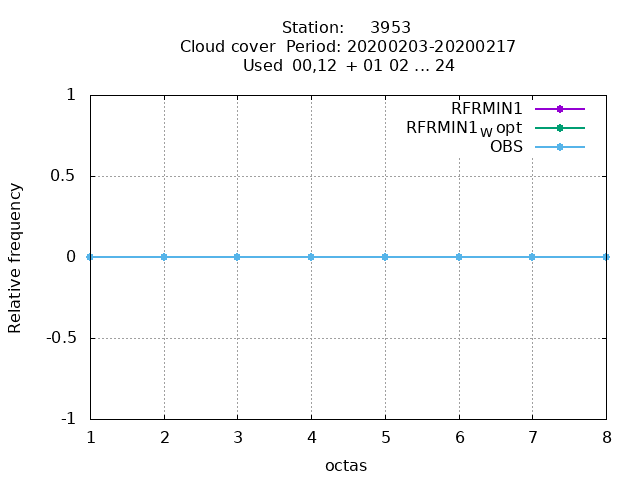 Station: 3953
Cloud cover Period: 20200203-20200217
Used 00,12 + 01 02 ... 24
RFRMIN1
RFRMIN1w opt
OBS
1
0.5
0
-0.5
-1
Relative frequency
1 2 3 4 5 6 7 8
octas